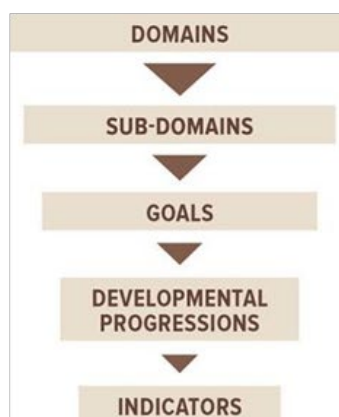 DOMAINS
SUB-DOMAINS
GOALS
DEVELOPMENTAL
PROGRESSIONS
INDICATORS